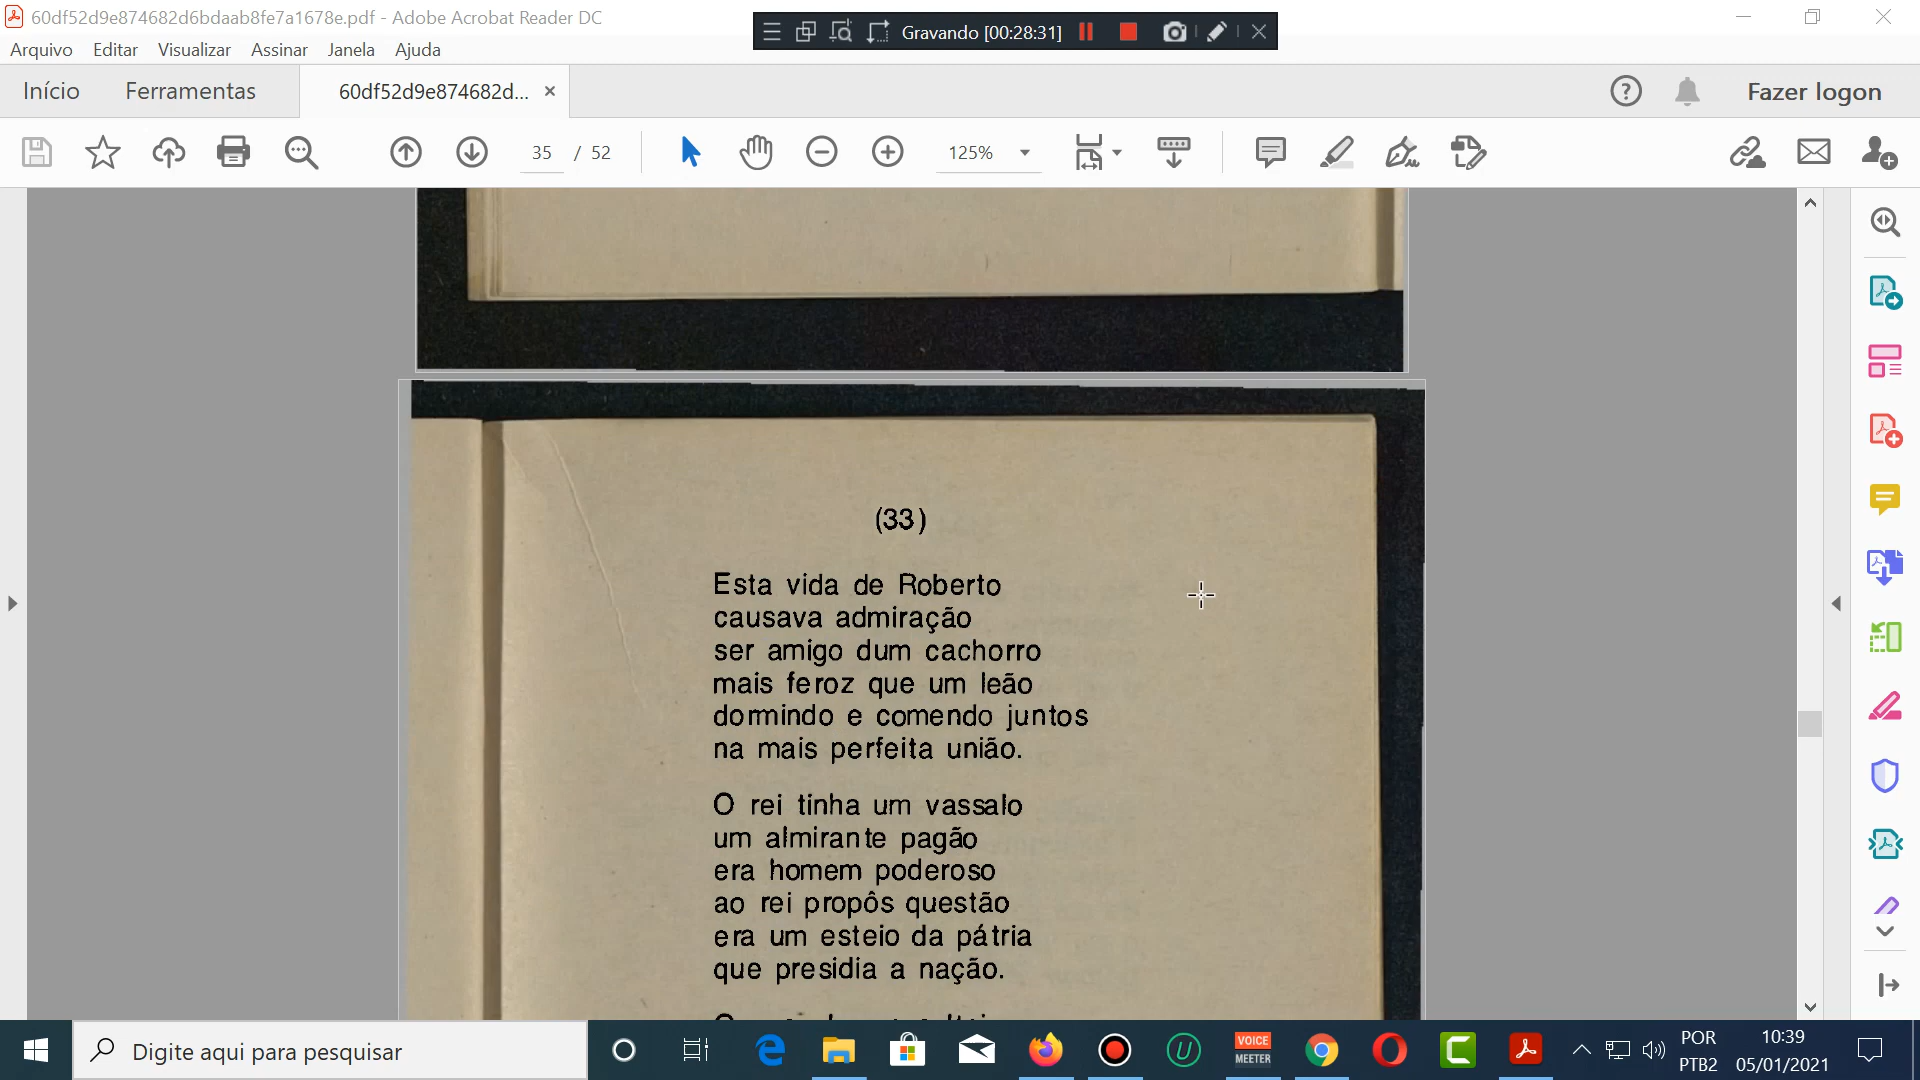 60df52d9e874682d6bdaab8fe7a1678e.pdf - Adobe Acrobat Reader DC
Gravando [00:28:31]
Arquivo Editar Visualizar Assinar Janela Ajuda
Início Ferramentas 60df52d9e874682d... Fazer logon
35 / 52 125%
(33)
Esta vida de Roberto
causava admiração
ser amigo dum cachorro
mais feroz que um leão
dormindo e comendo juntos
na mais perfeita união.
O rei tinha um vassalo
um almirante pagão
era homem poderoso
ao rei propôs questão
era um esteio da pátria
que presidia a nação.
Digite aqui para pesquisar
VOICE
MEETER
POR
PTB2
10:39
05/01/2021